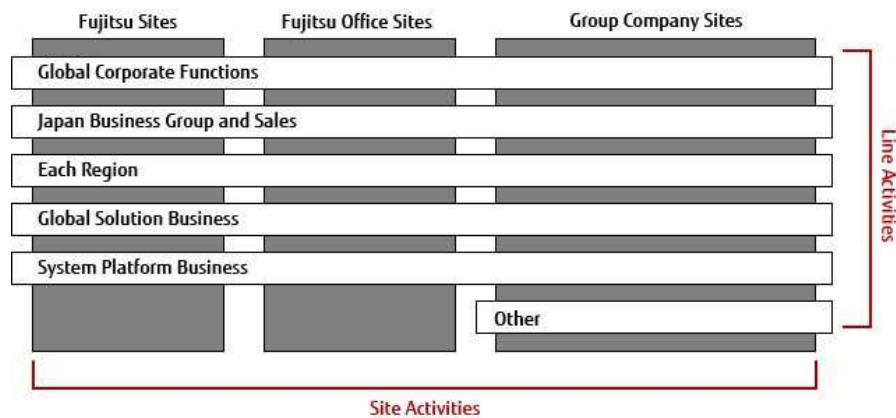 Fujitsu Sites
Fujitsu Office Sites
Group Company Sites
Global Corporate Functions
Japan Business Group and Sales
Each Region
Global Solution Business
System Platform Business
Other
Line Activities
Site Activities